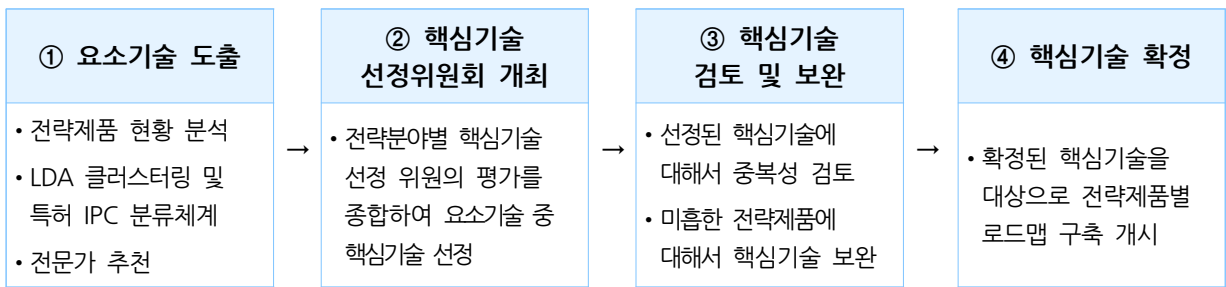 ① 요소기술 도출
• 전략제품 현황 분석
• LDA 클러스터링 및
특허 IPC 분류체계
• 전문가 추천
→
② 핵심기술
선정위원회 개최
• 전략분야별 핵심기술
선정 위원의 평가를
종합하여 요소기술 중
핵심기술 선정
→
③ 핵심기술
검토 및 보완
• 선정된 핵심기술에
대해서 중복성 검토
• 미흡한 전략제품에
대해서 핵심기술 보완
→
④ 핵심기술 확정
• 확정된 핵심기술을
대상으로 전략제품별
로드맵 구축 개시